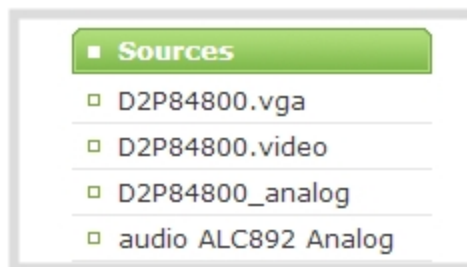 Sources
D2P84800.vga
D2P84800.video
D2P84800_analog
audio ALC892 Analog